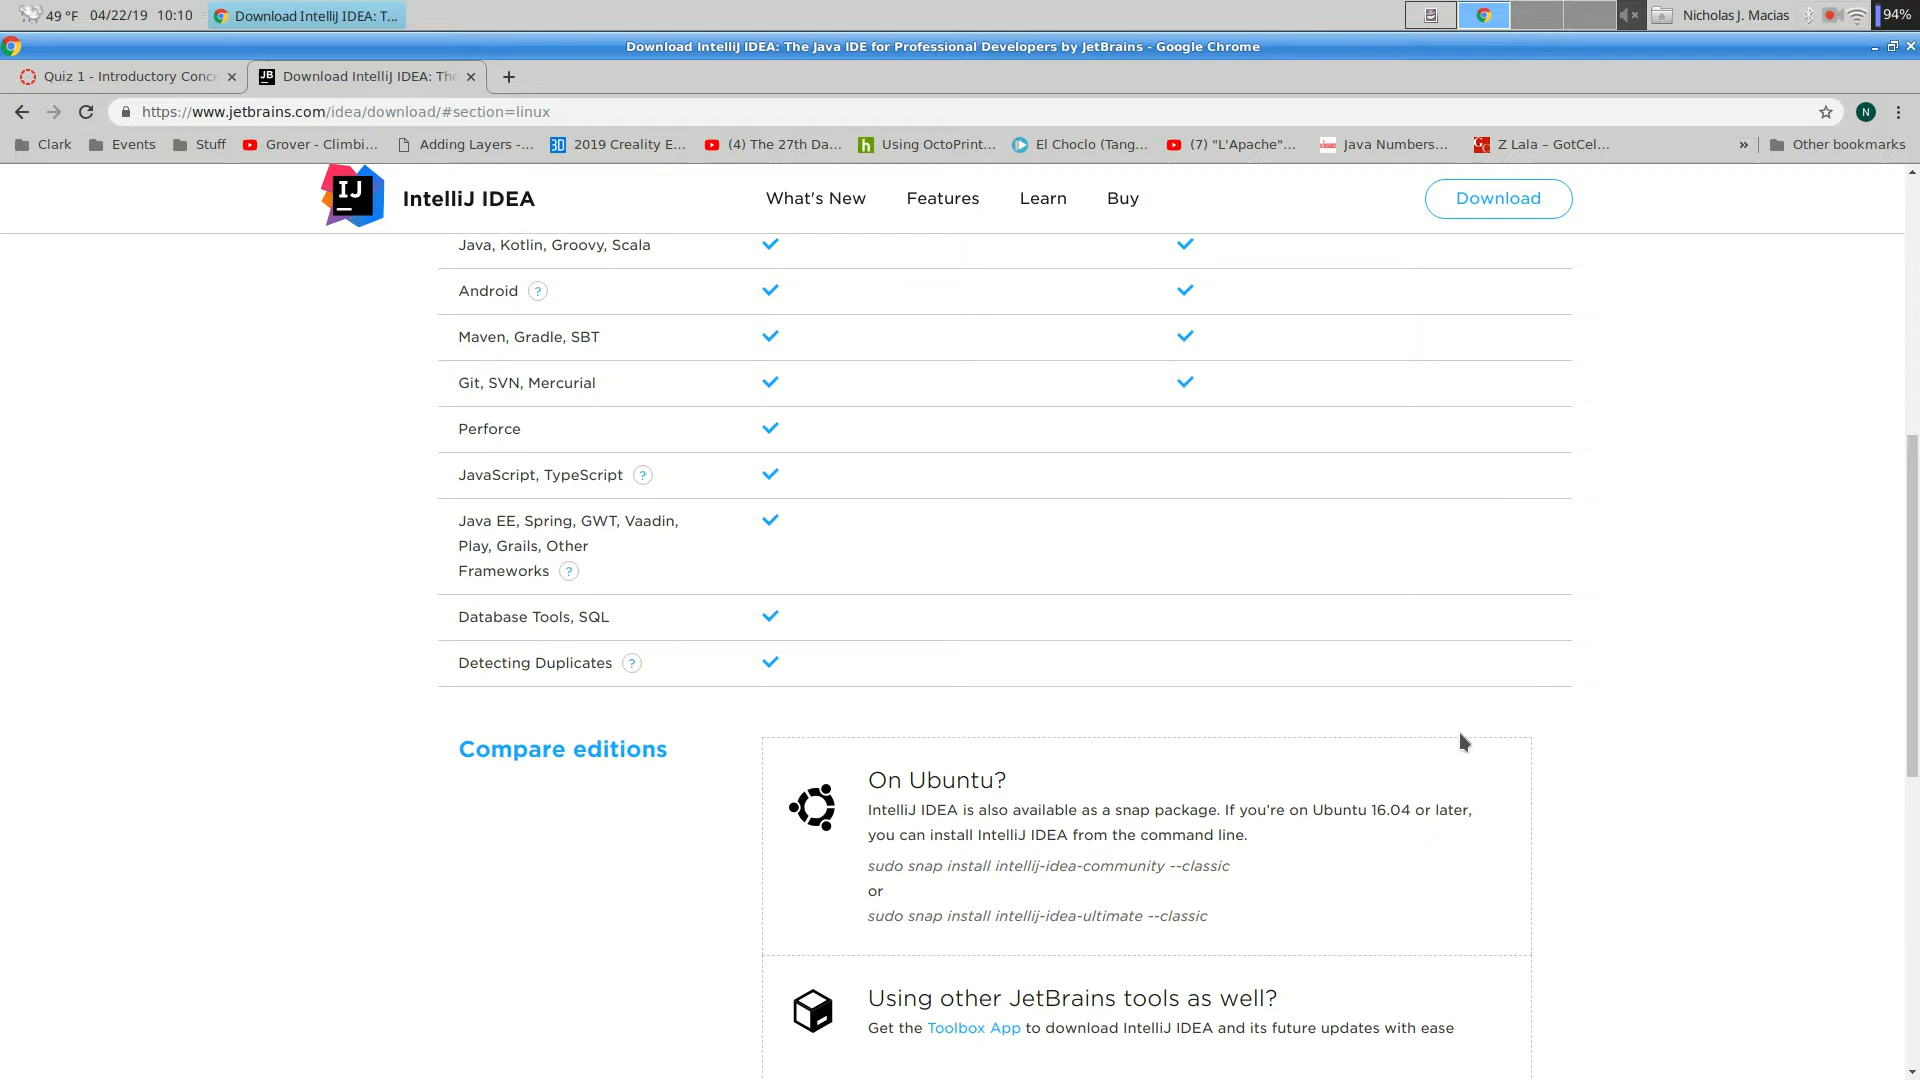 49 °F 04/22/19 10:10 Download IntelliJ IDEA: T... Nicholas J. Macias 94%
Download IntelliJ IDEA: The Java IDE for Professional Developers by JetBrains - Google Chrome
Quiz 1 - Introductory Conce JB Download IntelliJ IDEA: The
https://www.jetbrains.com/idea/download/#section=linux N
Clark Events Stuff Grover - Climbi... Adding Layers -... 3D 2019 Creality E... (4) The 27th Da... h Using OctoPrint... El Choclo (Tang... (7) "L'Apache"... Java Numbers... GC Z Lala – GotCel... » Other bookmarks
IJ IntelliJ IDEA What's New Features Learn Buy Download
Java, Kotlin, Groovy, Scala
Android ?
Maven, Gradle, SBT
Git, SVN, Mercurial
Perforce
JavaScript, TypeScript ?
Java EE, Spring, GWT, Vaadin,
Play, Grails, Other
Frameworks ?
Database Tools, SQL
Detecting Duplicates ?
Compare editions
On Ubuntu?
IntelliJ IDEA is also available as a snap package. If you’re on Ubuntu 16.04 or later,
you can install IntelliJ IDEA from the command line.
sudo snap install intellij-idea-community --classic
or
sudo snap install intellij-idea-ultimate --classic
Using other JetBrains tools as well?
Get the Toolbox App to download IntelliJ IDEA and its future updates with ease